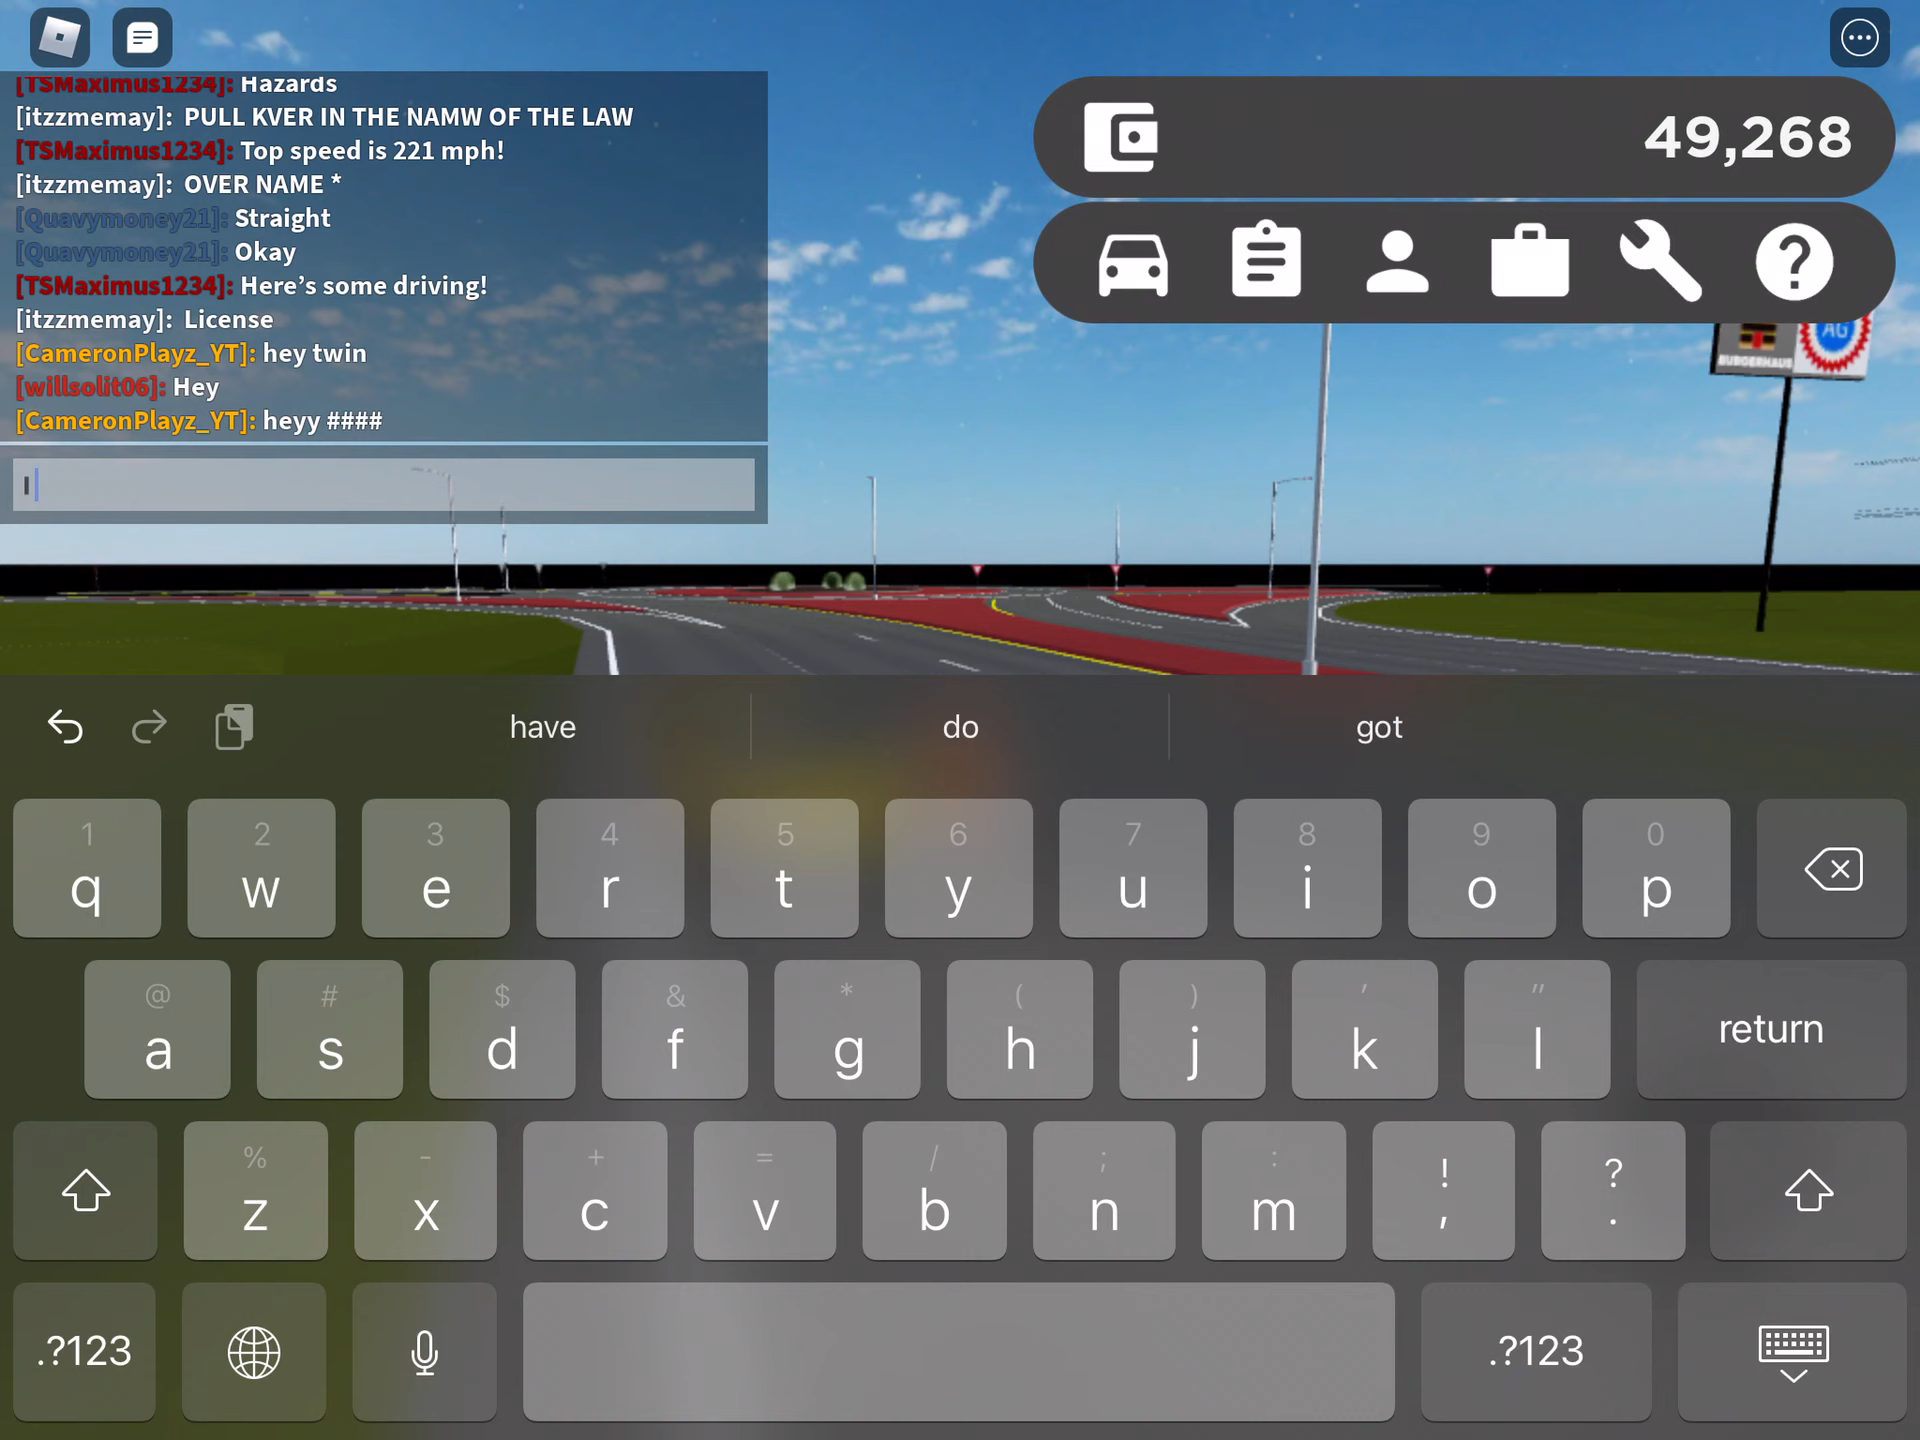 [TSMaximus1234]: Hazards
[itzzmemay]: PULL KVER IN THE NAMW OF THE LAW
[TSMaximus1234]: Top speed is 221 mph!
[itzzmemay]: OVER NAME *
[Quavymoney21]: Straight
[Quavymoney21]: Okay
[TSMaximus1234]: Here’s some driving!
[itzzmemay]: License
[CameronPlayz_YT]: hey twin
[willsolit06]: Hey
[CameronPlayz_YT]: heyy ####
I
49,268
?
AG
BURGERHAUS
have do got
1 2 3 4 5 6 7 8 9 0
q w e r t y u i o p
@ # $ & * ( ) ' "
a s d f g h j k l return
% - + = / ; : ! ?
z x c v b n m , .
.?123 .?123